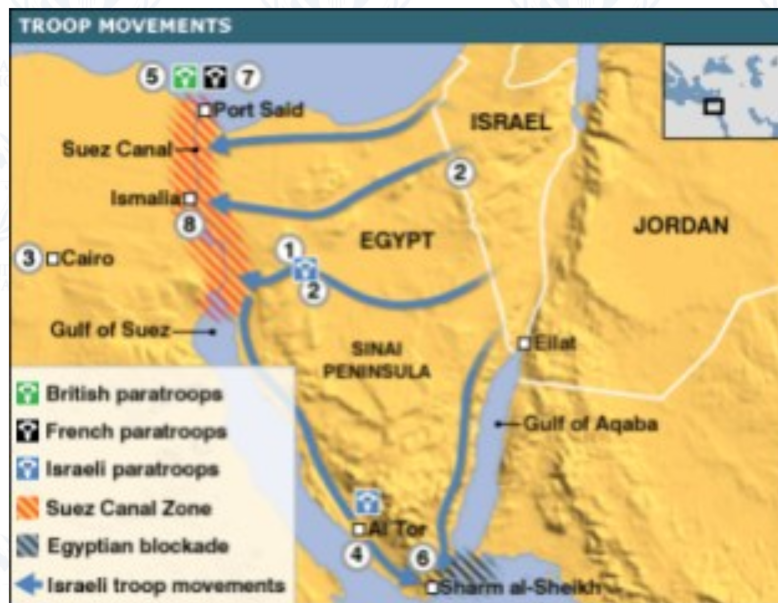 TROOP MOVEMENTS
5
7
Port Said
ISRAEL
Suez Canal
2
Ismalia
8
EGYPT
JORDAN
3
Cairo
1
2
Gulf of Suez
SINAI
PENINSULA
Eilat
British paratroops
French paratroops
Gulf of Aqaba
Israeli paratroops
Suez Canal Zone
Al Tor
Egyptian blockade
4
6
Israeli troop movements
Sharm al-Sheikh